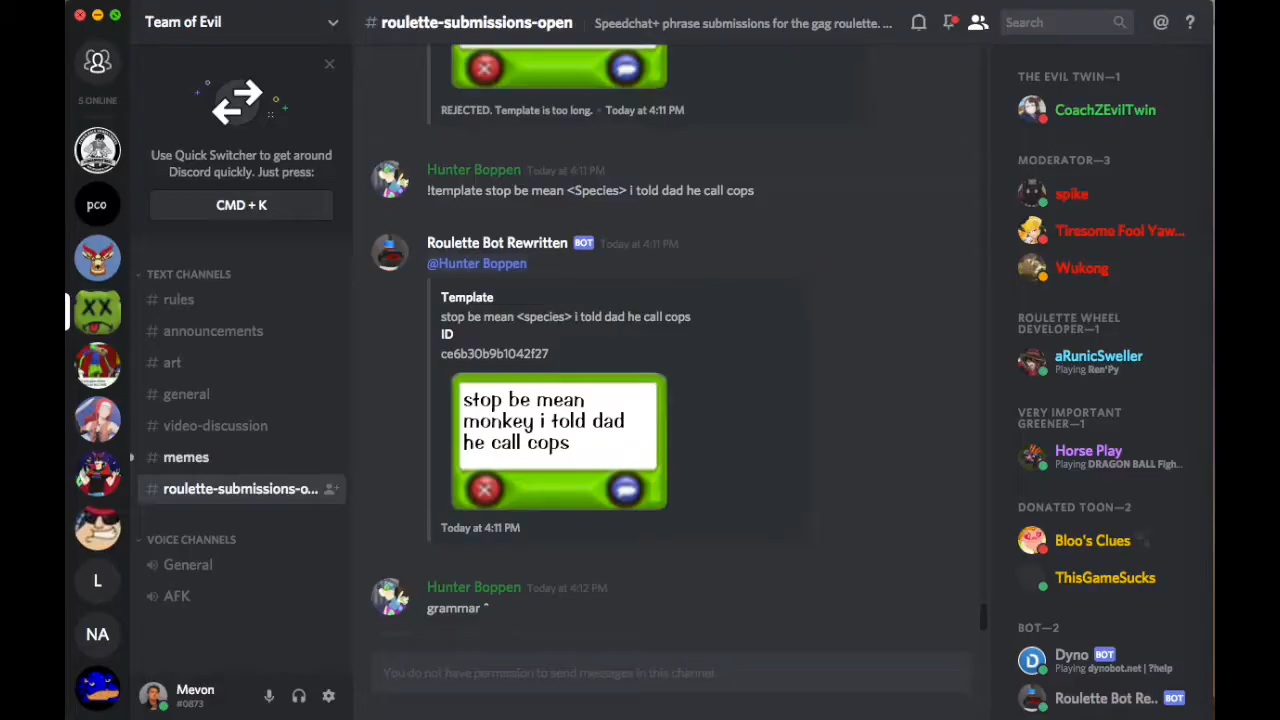 Team of Evil
# roulette-submissions-open
Speedchat+ phrase submissions for the gag roulette. ...
Search
@
?
5 ONLINE
pco
L
NA
Use Quick Switcher to get around
Discord quickly. Just press:
CMD + K
TEXT CHANNELS
# rules
# announcements
# art
# general
# video-discussion
# memes
# roulette-submissions-o...
VOICE CHANNELS
General
AFK
Mevon
#0873
REJECTED. Template is too long. • Today at 4:11 PM
Hunter Boppen Today at 4:11 PM
!template stop be mean <Species> i told dad he call cops
Roulette Bot Rewritten BOT Today at 4:11 PM
@Hunter Boppen
Template
stop be mean <species> i told dad he call cops
ID
ce6b30b9b1042f27
stop be mean
monkey i told dad
he call cops
Today at 4:11 PM
Hunter Boppen Today at 4:12 PM
grammar ^
You do not have permission to send messages in this channel.
THE EVIL TWIN—1
CoachZEvilTwin
MODERATOR—3
spike
Tiresome Fool Yaw...
Wukong
ROULETTE WHEEL
DEVELOPER—1
aRunicSweller
Playing Ren'Py
VERY IMPORTANT
GREENER—1
Horse Play
Playing DRAGON BALL Figh...
DONATED TOON—2
Bloo's Clues
ThisGameSucks
BOT—2
Dyno BOT
Playing dynobot.net | ?help
Roulette Bot Re... BOT